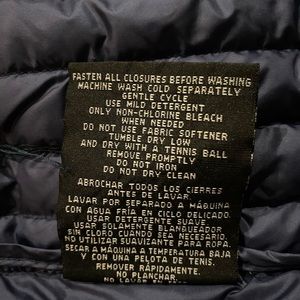 FASTEN ALL CLOSURES BEFORE WASHING
MACHINE WASH COLD SEPARATELY
GENTLE CYCLE
USE MILD DETERGENT
ONLY NON-CHLORINE BLEACH
WHEN NEEDED
DO NOT USE FABRIC SOFTENER
TUMBLE DRY LOW
AND DRY WITH A TENNIS BALL
REMOVE PROMPTLY
DO NOT IRON
DO NOT DRY CLEAN
ABROCHAR TODOS LOS CIERRES
ANTES DE LAVAR.
LAVAR POR SEPARADO A MÁQUINA
CON AGUA FRÍA EN CICLO DELICADO.
USAR DETERGENTE SUAVE
USAR SOLAMENTE BLANQUEADOR
SIN CLORO CUANDO SEA NECESARIO.
NO UTILIZAR SUAVIZANTE PARA ROPA.
SECAR A MÁQUINA A TEMPERATURA BAJA
Y CON UNA PELOTA DE TENIS.
REMOVER RÁPIDAMENTE.
NO PLANCHAR.
NO LAVAR EN